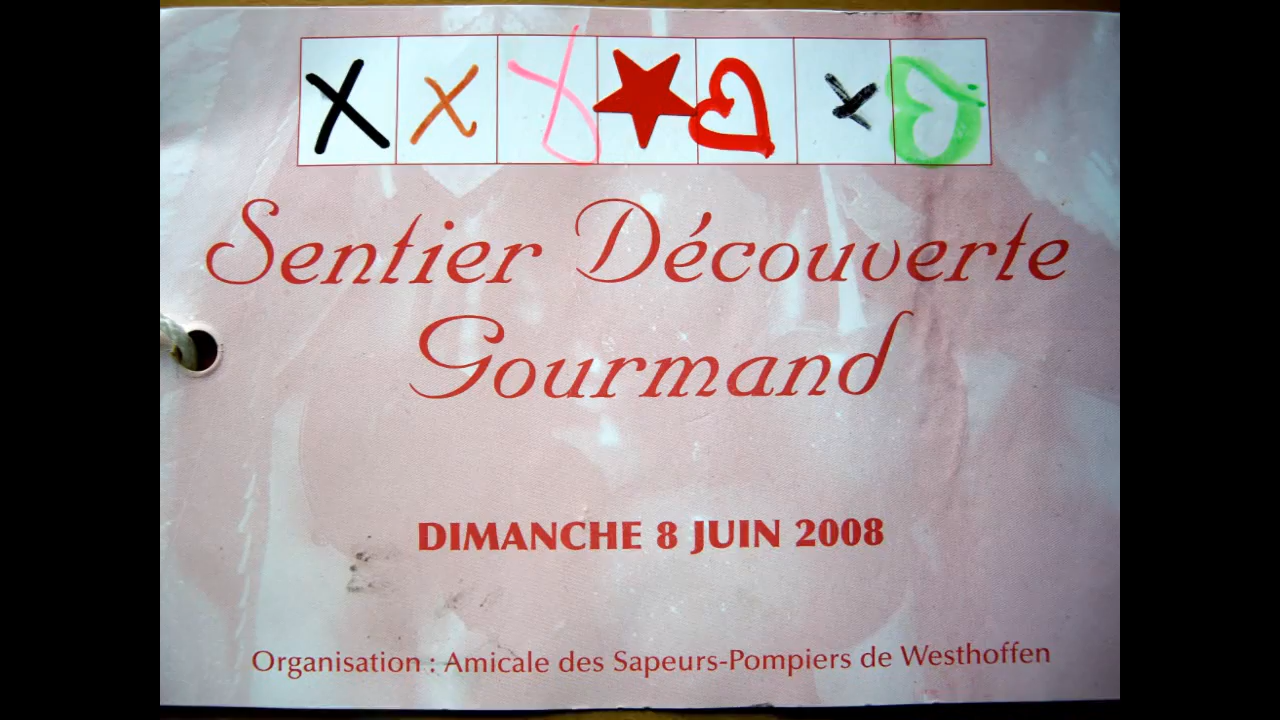 X X X
Sentier Découverte
Gourmand
DIMANCHE 8 JUIN 2008
Organisation : Amicale des Sapeurs-Pompiers de Westhoffen